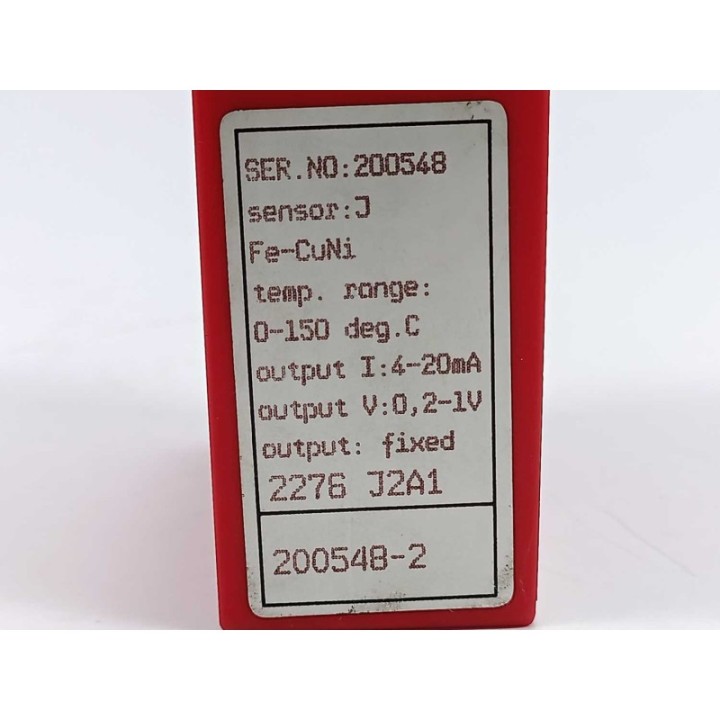 SER.NO:200548
sensor:J
Fe-CuNi
temp. range:
0-150 deg.C
output I:4-20mA
output V:0,2-1V
output: fixed
2276 J2A1
200548-2